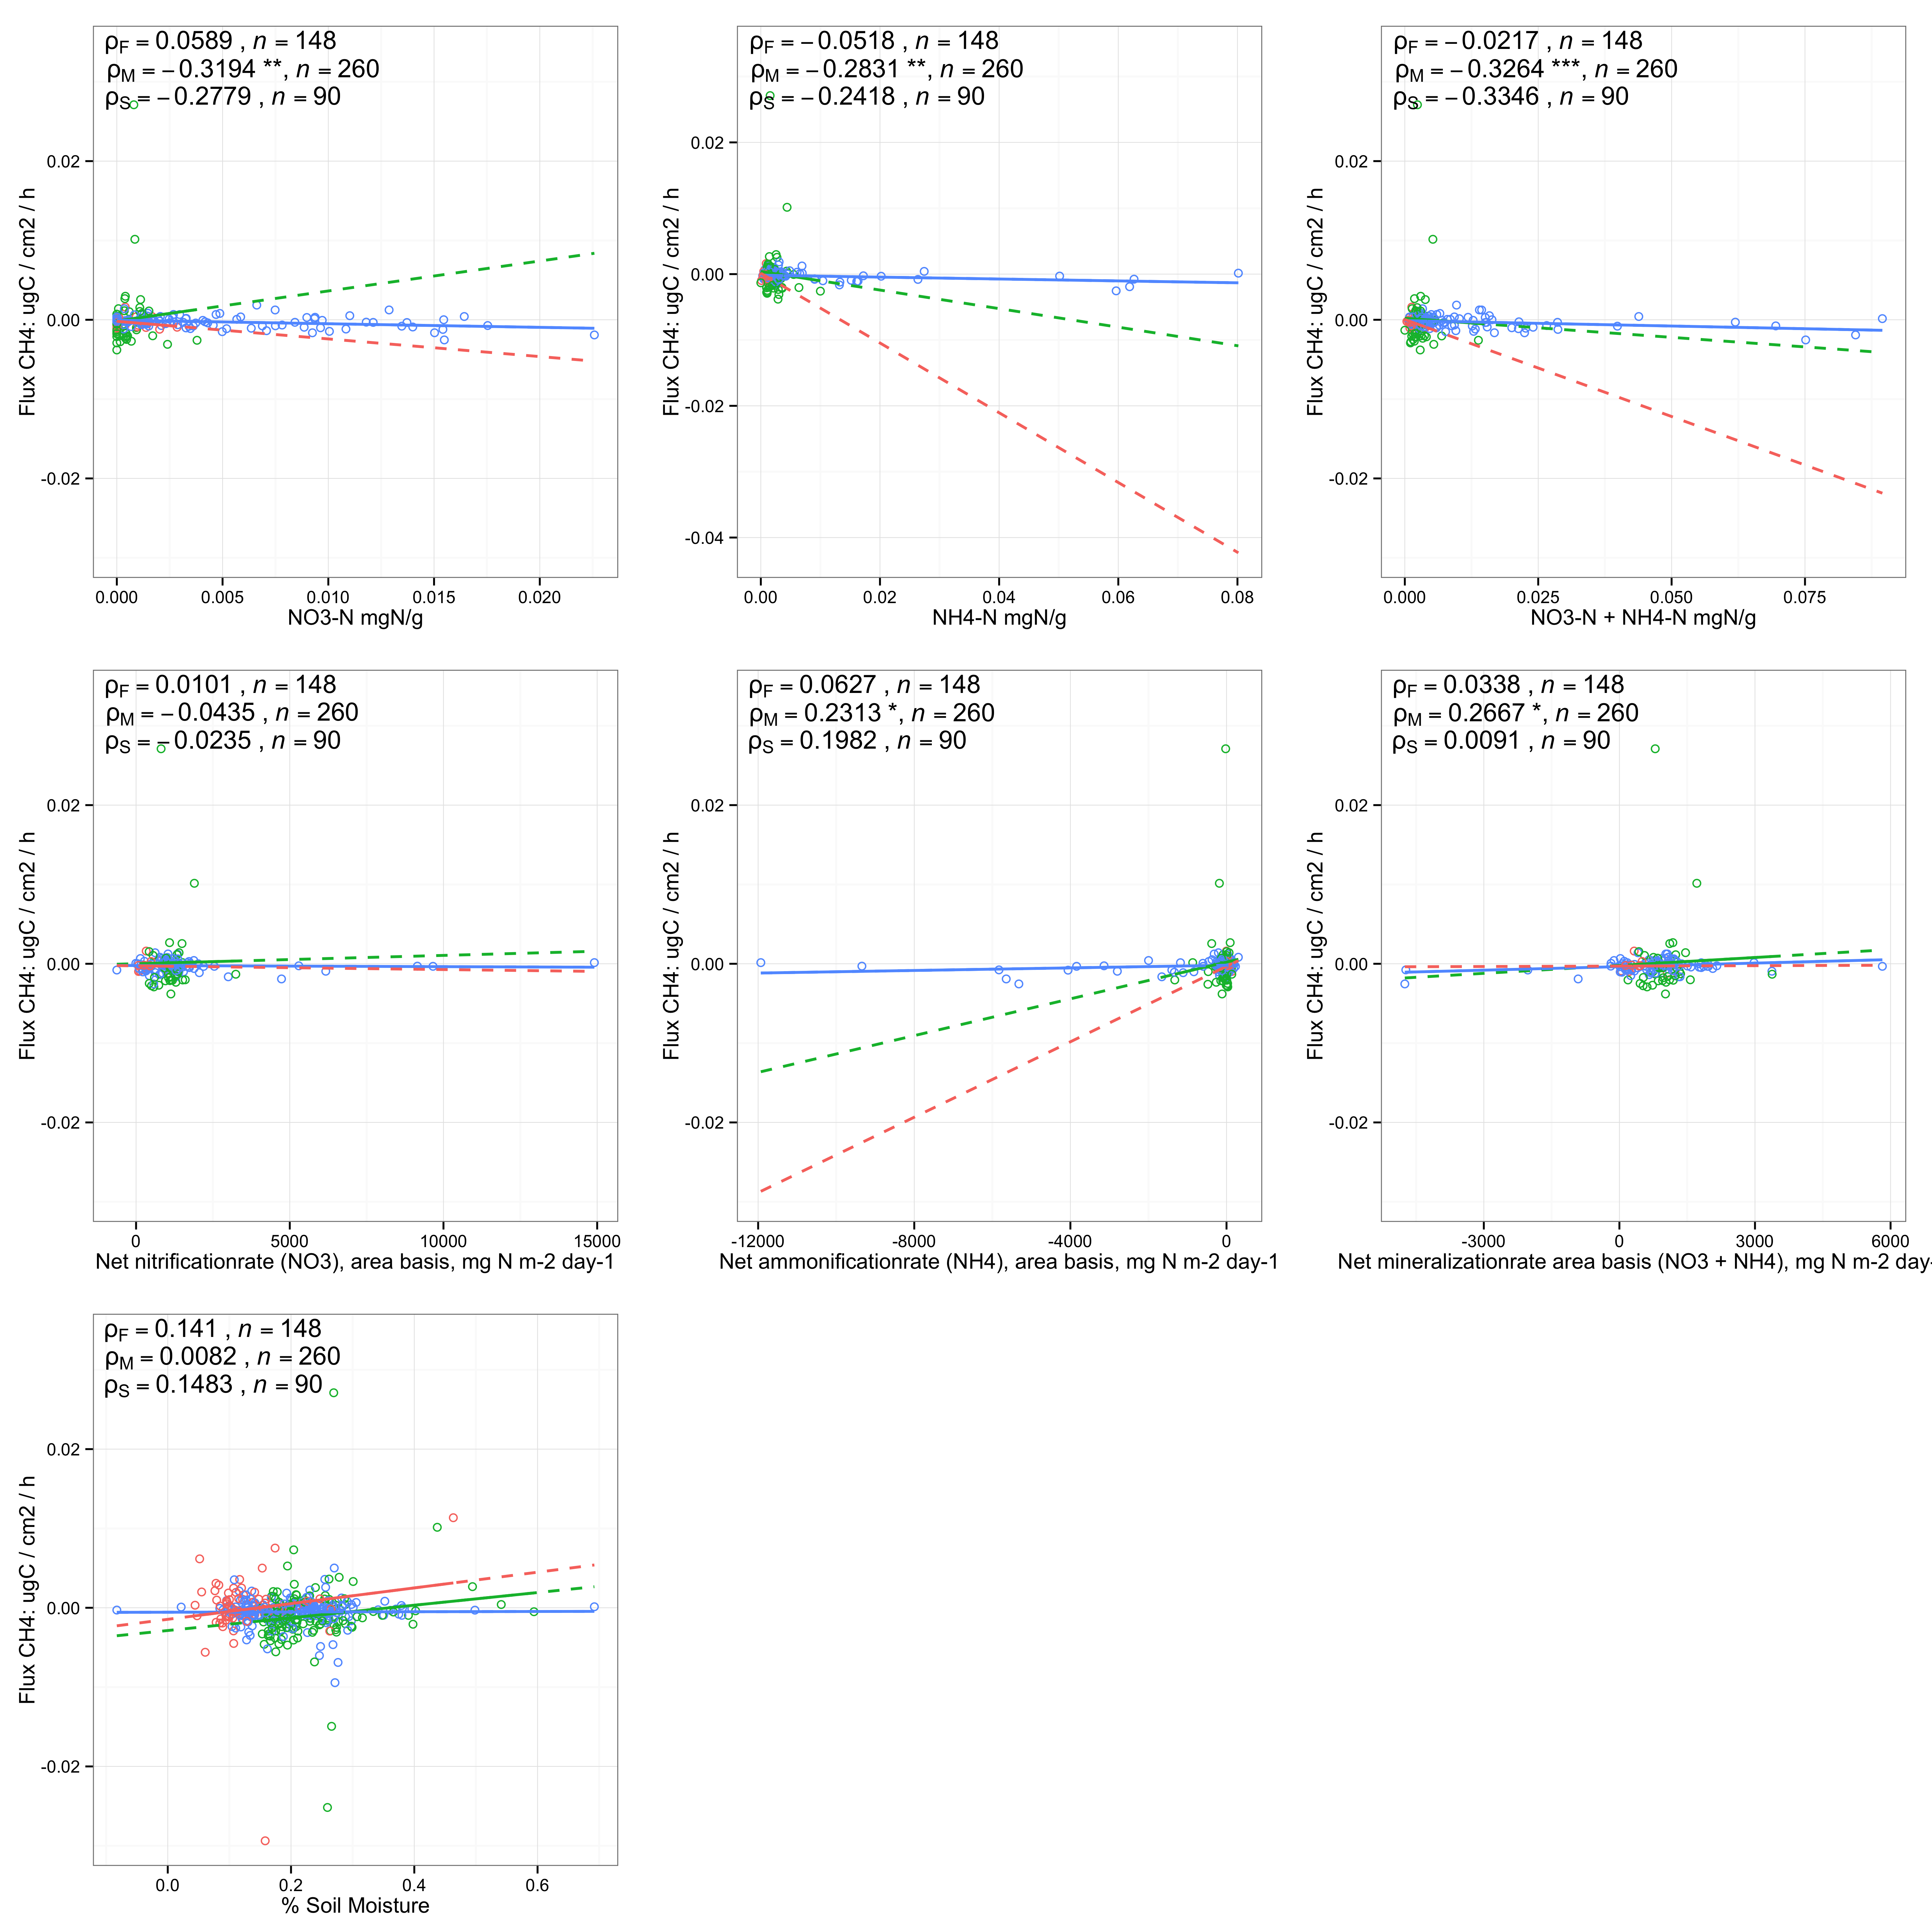 ρF = 0.0589 , n = 148
ρM = −0.3194 **, n = 260
ρS = −0.2779 , n = 90
0.02
0.00
-0.02
Flux CH4: ugC / cm2 / h
0.000 0.005 0.010 0.015 0.020
NO3-N mgN/g
ρF = −0.0518 , n = 148
ρM = −0.2831 **, n = 260
ρS = −0.2418 , n = 90
0.02
0.00
-0.02
-0.04
Flux CH4: ugC / cm2 / h
0.00 0.02 0.04 0.06 0.08
NH4-N mgN/g
ρF = −0.0217 , n = 148
ρM = −0.3264 ***, n = 260
ρS = −0.3346 , n = 90
0.02
0.00
-0.02
Flux CH4: ugC / cm2 / h
0.000 0.025 0.050 0.075
NO3-N + NH4-N mgN/g
ρF = 0.0101 , n = 148
ρM = −0.0435 , n = 260
ρS = −0.0235 , n = 90
0.02
0.00
-0.02
Flux CH4: ugC / cm2 / h
0 5000 10000 15000
Net nitrificationrate (NO3), area basis, mg N m-2 day-1
ρF = 0.0627 , n = 148
ρM = 0.2313 *, n = 260
ρS = 0.1982 , n = 90
0.02
0.00
-0.02
Flux CH4: ugC / cm2 / h
-12000 -8000 -4000 0
Net ammonificationrate (NH4), area basis, mg N m-2 day-1
ρF = 0.0338 , n = 148
ρM = 0.2667 *, n = 260
ρS = 0.0091 , n = 90
0.02
0.00
-0.02
Flux CH4: ugC / cm2 / h
-3000 0 3000 6000
Net mineralizationrate area basis (NO3 + NH4), mg N m-2 day-
ρF = 0.141 , n = 148
ρM = 0.0082 , n = 260
ρS = 0.1483 , n = 90
0.02
0.00
-0.02
Flux CH4: ugC / cm2 / h
0.0 0.2 0.4 0.6
% Soil Moisture